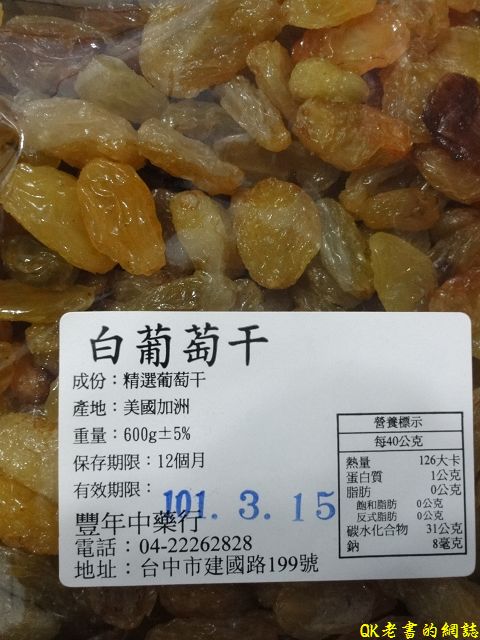 白葡萄干
成份：精選葡萄干
產地：美國加洲
重量：600g±5%
保存期限：12個月
有效期限：101.3.15
豐年中藥行
電話：04-22262828
地址：台中市建國路199號
營養標示
每40公克
熱量 126大卡
蛋白質 1公克
脂肪 0公克
飽和脂肪 0公克
反式脂肪 0公克
碳水化合物 31公克
鈉 8毫克
QK老書的網誌